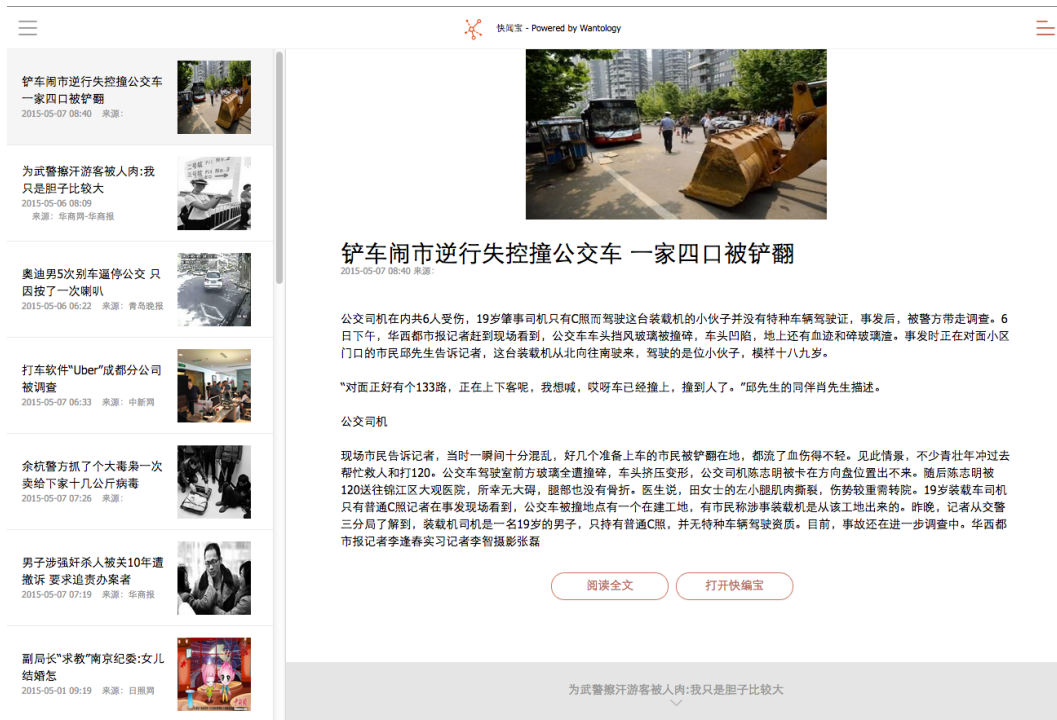 快闻宝 - Powered by Wantology
铲车闹市逆行失控撞公交车
一家四口被铲翻
2015-05-07 08:40 来源:
为武警擦汗游客被人肉:我
只是胆子比较大
2015-05-06 08:09
来源: 华商网-华商报
奥迪男5次别车逼停公交 只
因按了一次喇叭
2015-05-06 06:22 来源: 青岛晚报
打车软件“Uber”成都分公司
被调查
2015-05-07 06:33 来源: 中新网
余杭警方抓了个大毒枭一次
卖给下家十几公斤病毒
2015-05-07 07:26 来源:
男子涉强奸杀人被关10年遭
撤诉 要求追责办案者
2015-05-07 07:19 来源: 华商报
副局长“求教”南京纪委:女儿
结婚怎
2015-05-01 09:19 来源: 日照网
铲车闹市逆行失控撞公交车 一家四口被铲翻
2015-05-07 08:40 来源:
公交司机在内共6人受伤，19岁肇事司机只有C照而驾驶这台装载机的小伙子并没有特种车辆驾驶证，事发后，被警方带走调查。6
日下午，华西都市报记者赶到现场看到，公交车车头挡风玻璃被撞碎，车头凹陷，地上还有血迹和碎玻璃渣。事发时正在对面小区
门口的市民邱先生告诉记者，这台装载机从北向往南驶来，驾驶的是位小伙子，模样十八九岁。
“对面正好有个133路，正在上下客呢，我想喊，哎呀车已经撞上，撞到人了。”邱先生的同伴肖先生描述。
公交司机
现场市民告诉记者，当时一瞬间十分混乱，好几个准备上车的市民被铲翻在地，都流了血伤得不轻。见此情景，不少青壮年冲过去
帮忙救人和打120。公交车驾驶室前方玻璃全遭撞碎，车头挤压变形，公交司机陈志明被卡在方向盘位置出不来。随后陈志明被
120送往锦江区大观医院，所幸无大碍，腿部也没有骨折。医生说，田女士的左小腿肌肉撕裂，伤势较重需转院。19岁装载车司机
只有普通C照记者在事发现场看到，公交车被撞地点有一个在建工地，有市民称涉事装载机是从该工地出来的。昨晚，记者从交警
三分局了解到，装载机司机是一名19岁的男子，只持有普通C照，并无特种车辆驾驶资质。目前，事故还在进一步调查中。华西都
市报记者李逢春实习记者李智摄影张磊
阅读全文 打开快编宝
为武警擦汗游客被人肉:我只是胆子比较大